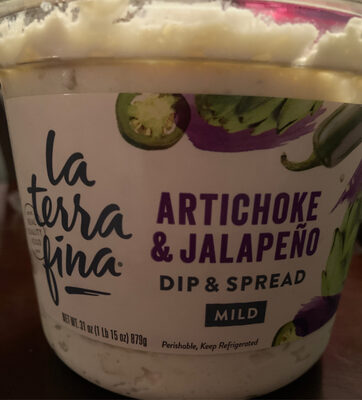 la
terra
fina
ARTICHOKE
& JALAPEÑO
DIP & SPREAD
MILD
NET WT. 31 oz (1 Lb 15 oz) 879g
Perishable, Keep Refrigerated